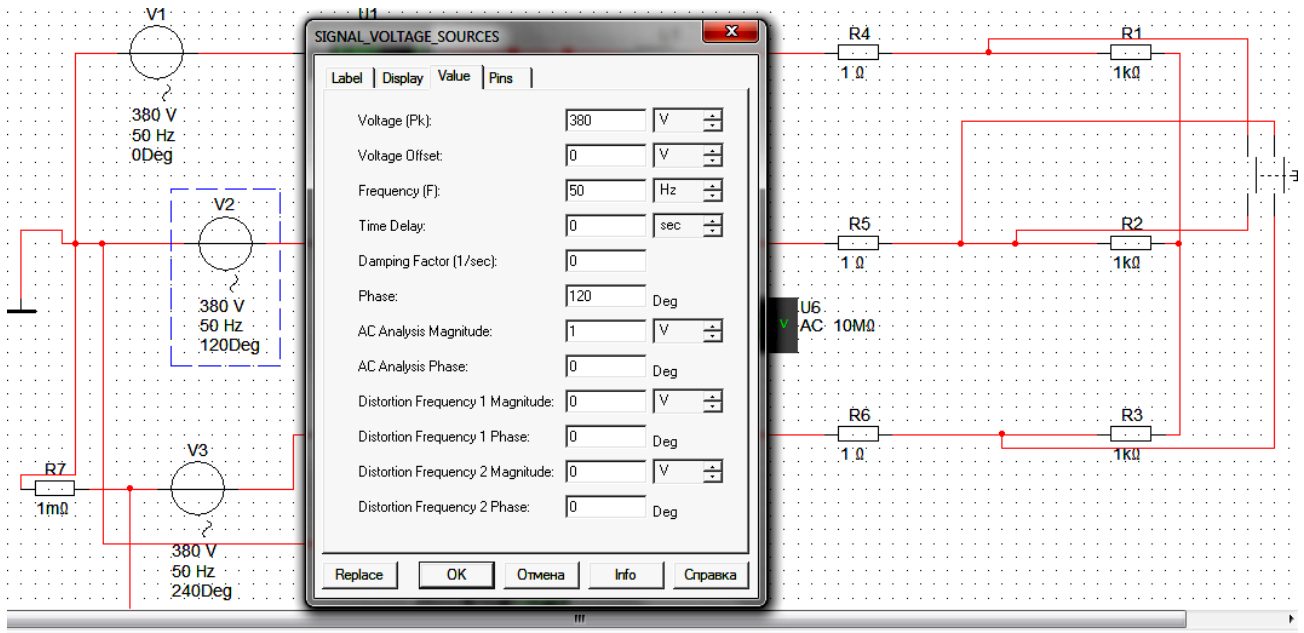 V1
380 V
50 Hz
0Deg
V2
380 V
50 Hz
120Deg
V3
380 V
50 Hz
240Deg
R7
1mΩ
U1
SIGNAL_VOLTAGE_SOURCES
Label Display Value Pins
Voltage (Pk): 380 V
Voltage Offset: 0 V
Frequency (F): 50 Hz
Time Delay: 0 sec
Damping Factor (1/sec): 0
Phase: 120 Deg
AC Analysis Magnitude: 1 V
AC Analysis Phase: 0 Deg
Distortion Frequency 1 Magnitude: 0 V
Distortion Frequency 1 Phase: 0 Deg
Distortion Frequency 2 Magnitude: 0 V
Distortion Frequency 2 Phase: 0 Deg
Replace OK Отмена Info Справка
R4
1 Ω
R1
1kΩ
R5
1 Ω
R2
1kΩ
V
U6
AC 10MΩ
R6
1 Ω
R3
1kΩ